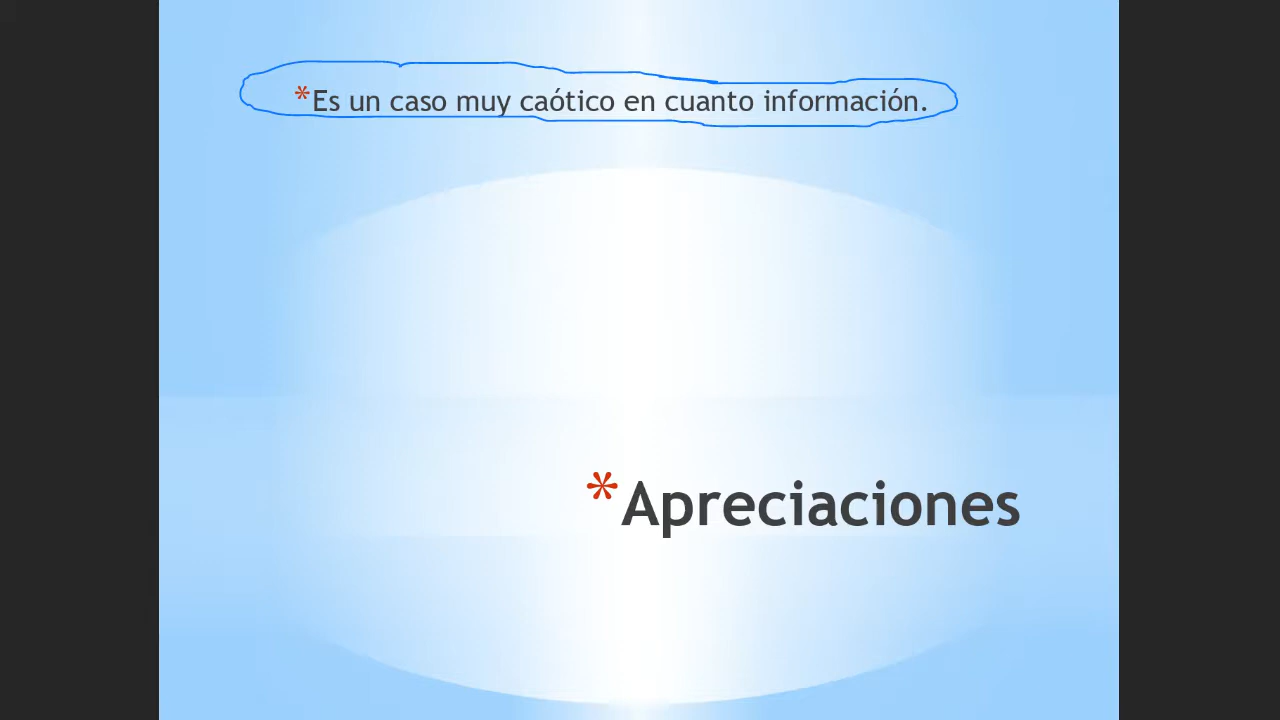 *Es un caso muy caótico en cuanto información.
*Apreciaciones